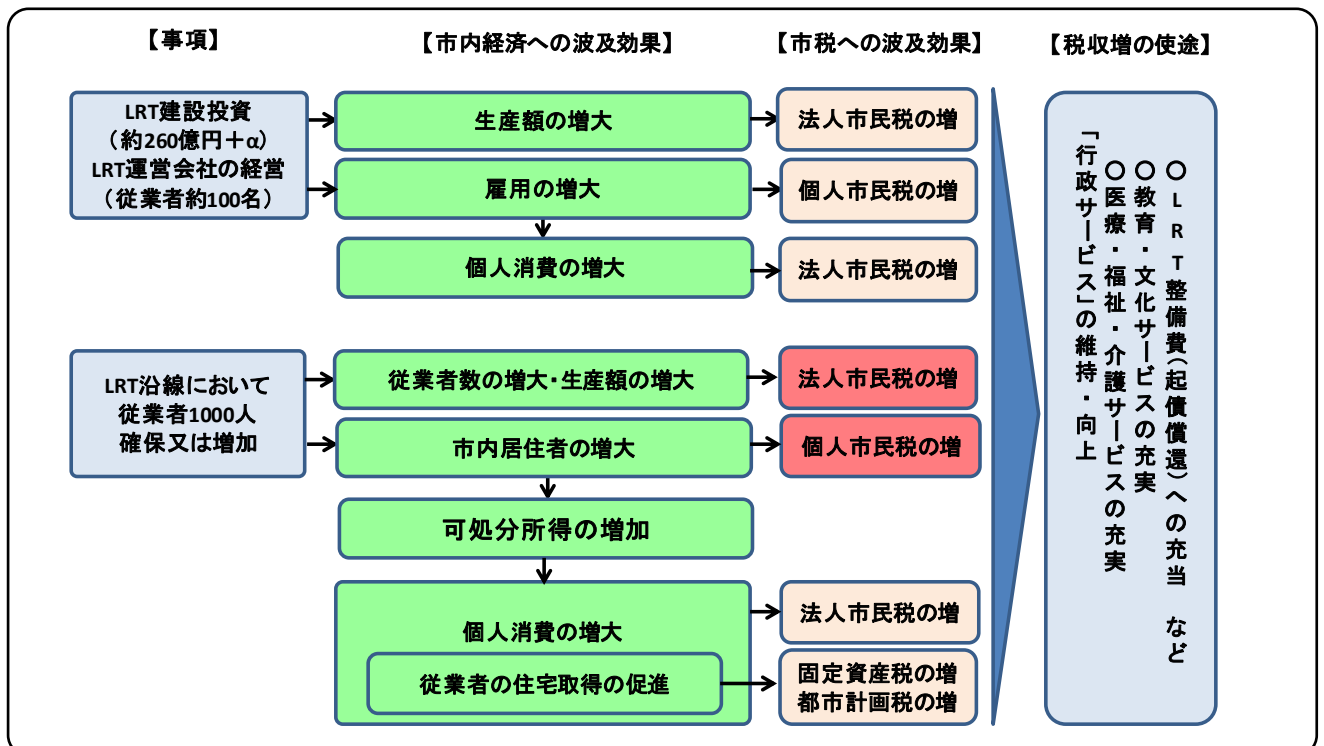 【事項】
【市内経済への波及効果】
【市税への波及効果】
【税収増の使途】
LRT建設投資
（約260億円＋α）
LRT運営会社の経営
（従業者約100名）
生産額の増大
法人市民税の増
雇用の増大
個人市民税の増
個人消費の増大
法人市民税の増
LRT沿線において
従業者1000人
確保又は増加
従業者数の増大・生産額の増大
法人市民税の増
市内居住者の増大
個人市民税の増
可処分所得の増加
個人消費の増大
法人市民税の増
従業者の住宅取得の促進
固定資産税の増
都市計画税の増
○ＬＲＴ整備費（起債償還）への充当　など
○教育・文化サービスの充実
○医療・福祉・介護サービスの充実
「行政サービス」の維持・向上